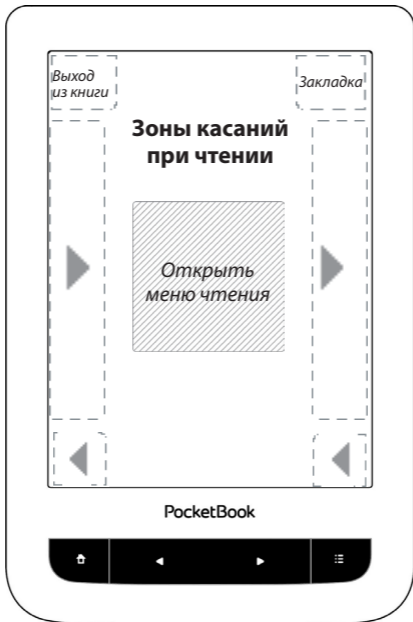 Выход
из книги
Закладка
Зоны касаний
при чтении
Открыть
меню чтения
PocketBook